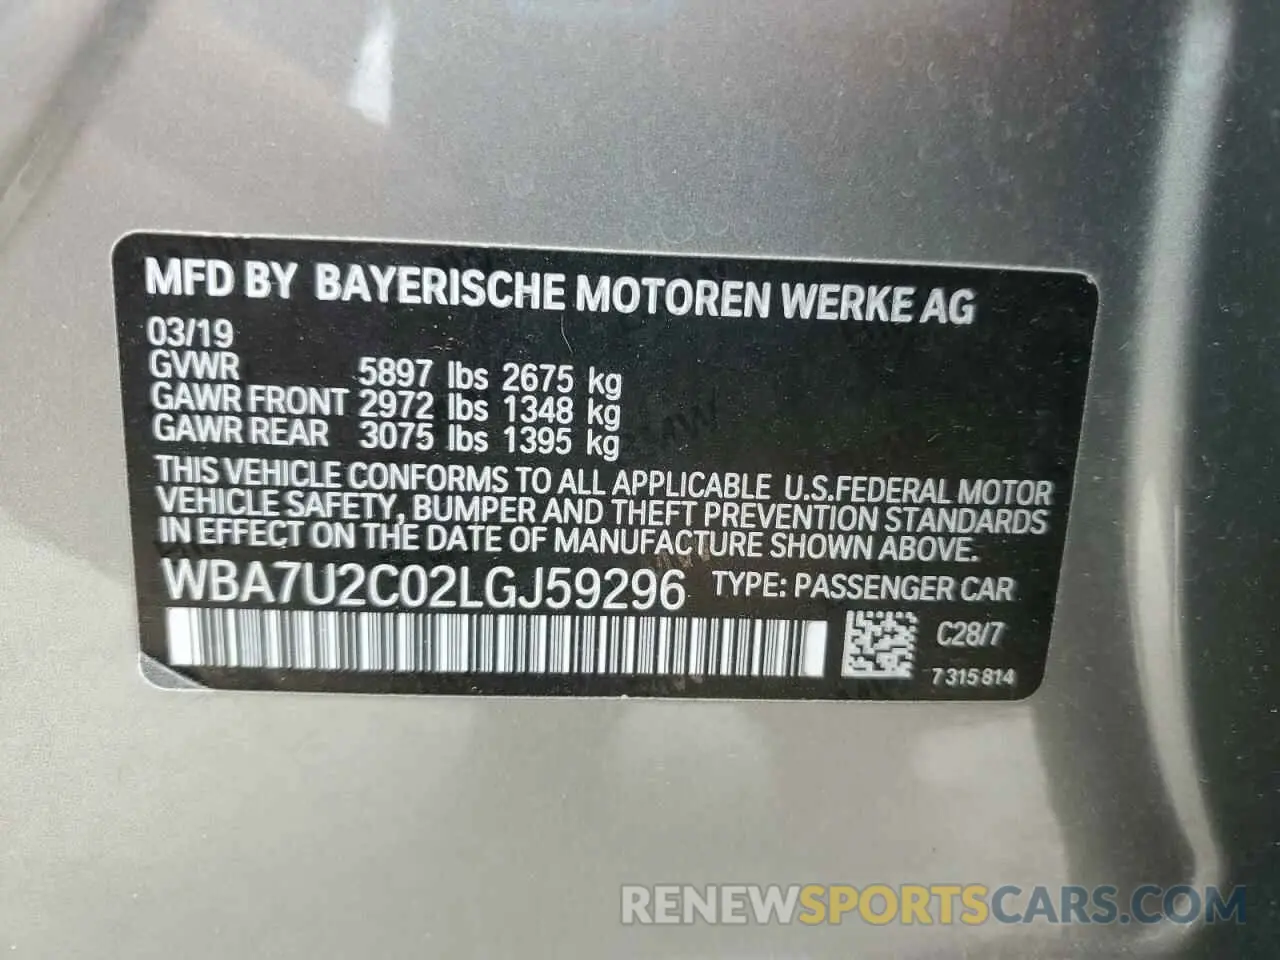 MFD BY BAYERISCHE MOTOREN WERKE AG
03/19
GVWR 5897 lbs 2675 kg
GAWR FRONT 2972 lbs 1348 kg
GAWR REAR 3075 lbs 1395 kg
THIS VEHICLE CONFORMS TO ALL APPLICABLE U.S.FEDERAL MOTOR
VEHICLE SAFETY, BUMPER AND THEFT PREVENTION STANDARDS
IN EFFECT ON THE DATE OF MANUFACTURE SHOWN ABOVE.
WBA7U2C02LGJ59296 TYPE: PASSENGER CAR
C28/7
7315814
RENEWSPORTSCARS.COM